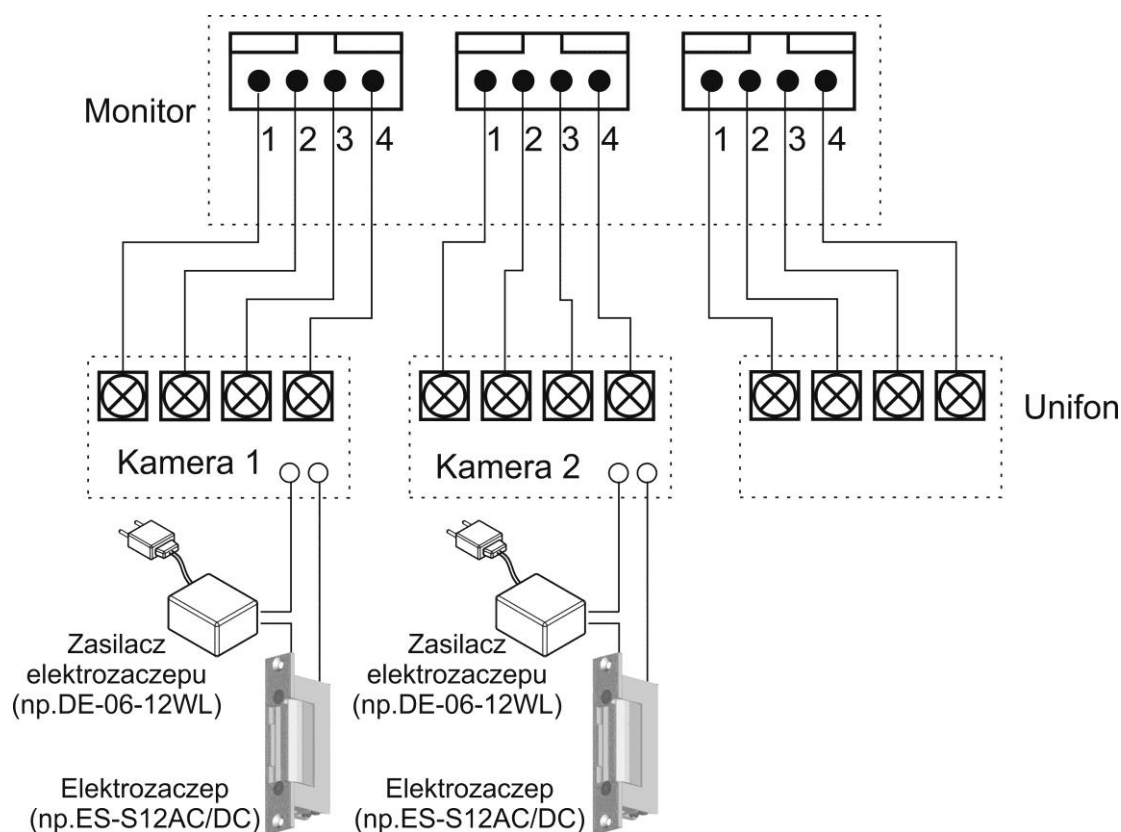 Monitor
1 2 3 4
1 2 3 4
1 2 3 4
Kamera 1
Kamera 2
Unifon
Zasilacz
elektrozaczepu
(np.DE-06-12WL)
Zasilacz
elektrozaczepu
(np.DE-06-12WL)
Elektrozaczep
(np.ES-S12AC/DC)
Elektrozaczep
(np.ES-S12AC/DC)